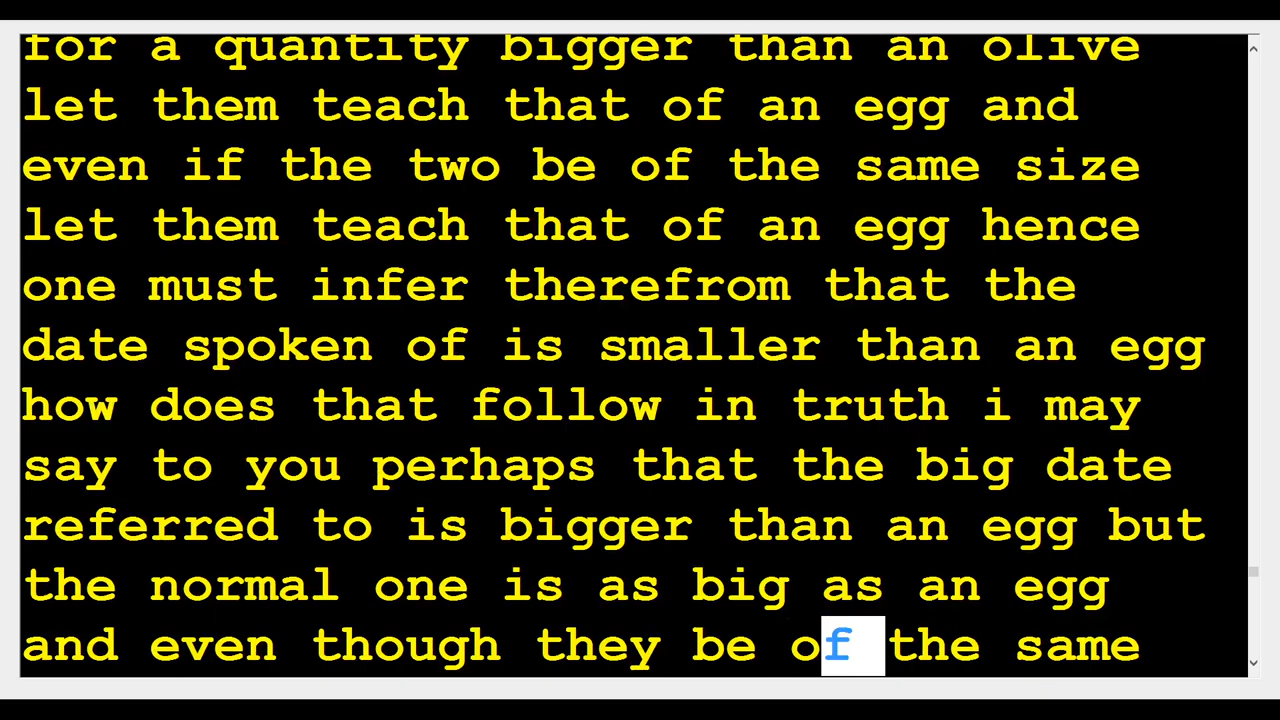 for a quantity bigger than an olive
let them teach that of an egg and
even if the two be of the same size
let them teach that of an egg hence
one must infer therefrom that the
date spoken of is smaller than an egg
how does that follow in truth i may
say to you perhaps that the big date
referred to is bigger than an egg but
the normal one is as big as an egg
and even though they be of the same